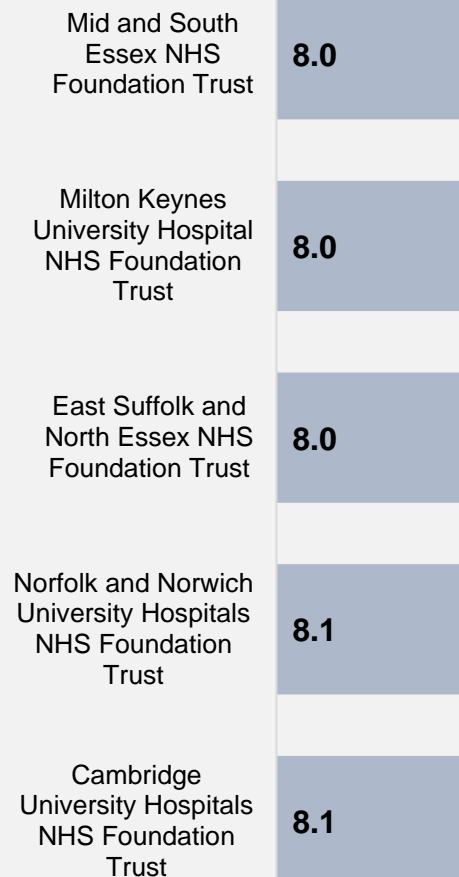 Mid and South
Essex NHS
Foundation Trust
8.0
Milton Keynes
University Hospital
NHS Foundation
Trust
8.0
East Suffolk and
North Essex NHS
Foundation Trust
8.0
Norfolk and Norwich
University Hospitals
NHS Foundation
Trust
8.1
Cambridge
University Hospitals
NHS Foundation
Trust
8.1